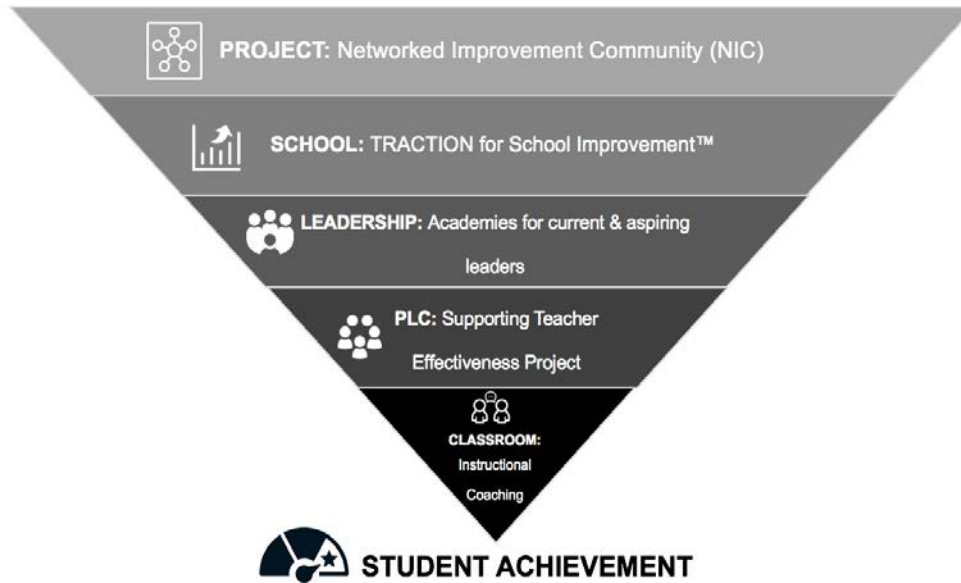 PROJECT: Networked Improvement Community (NIC)
SCHOOL: TRACTION for School Improvement™
LEADERSHIP: Academies for current & aspiring
leaders
PLC: Supporting Teacher
Effectiveness Project
CLASSROOM:
Instructional
Coaching
STUDENT ACHIEVEMENT